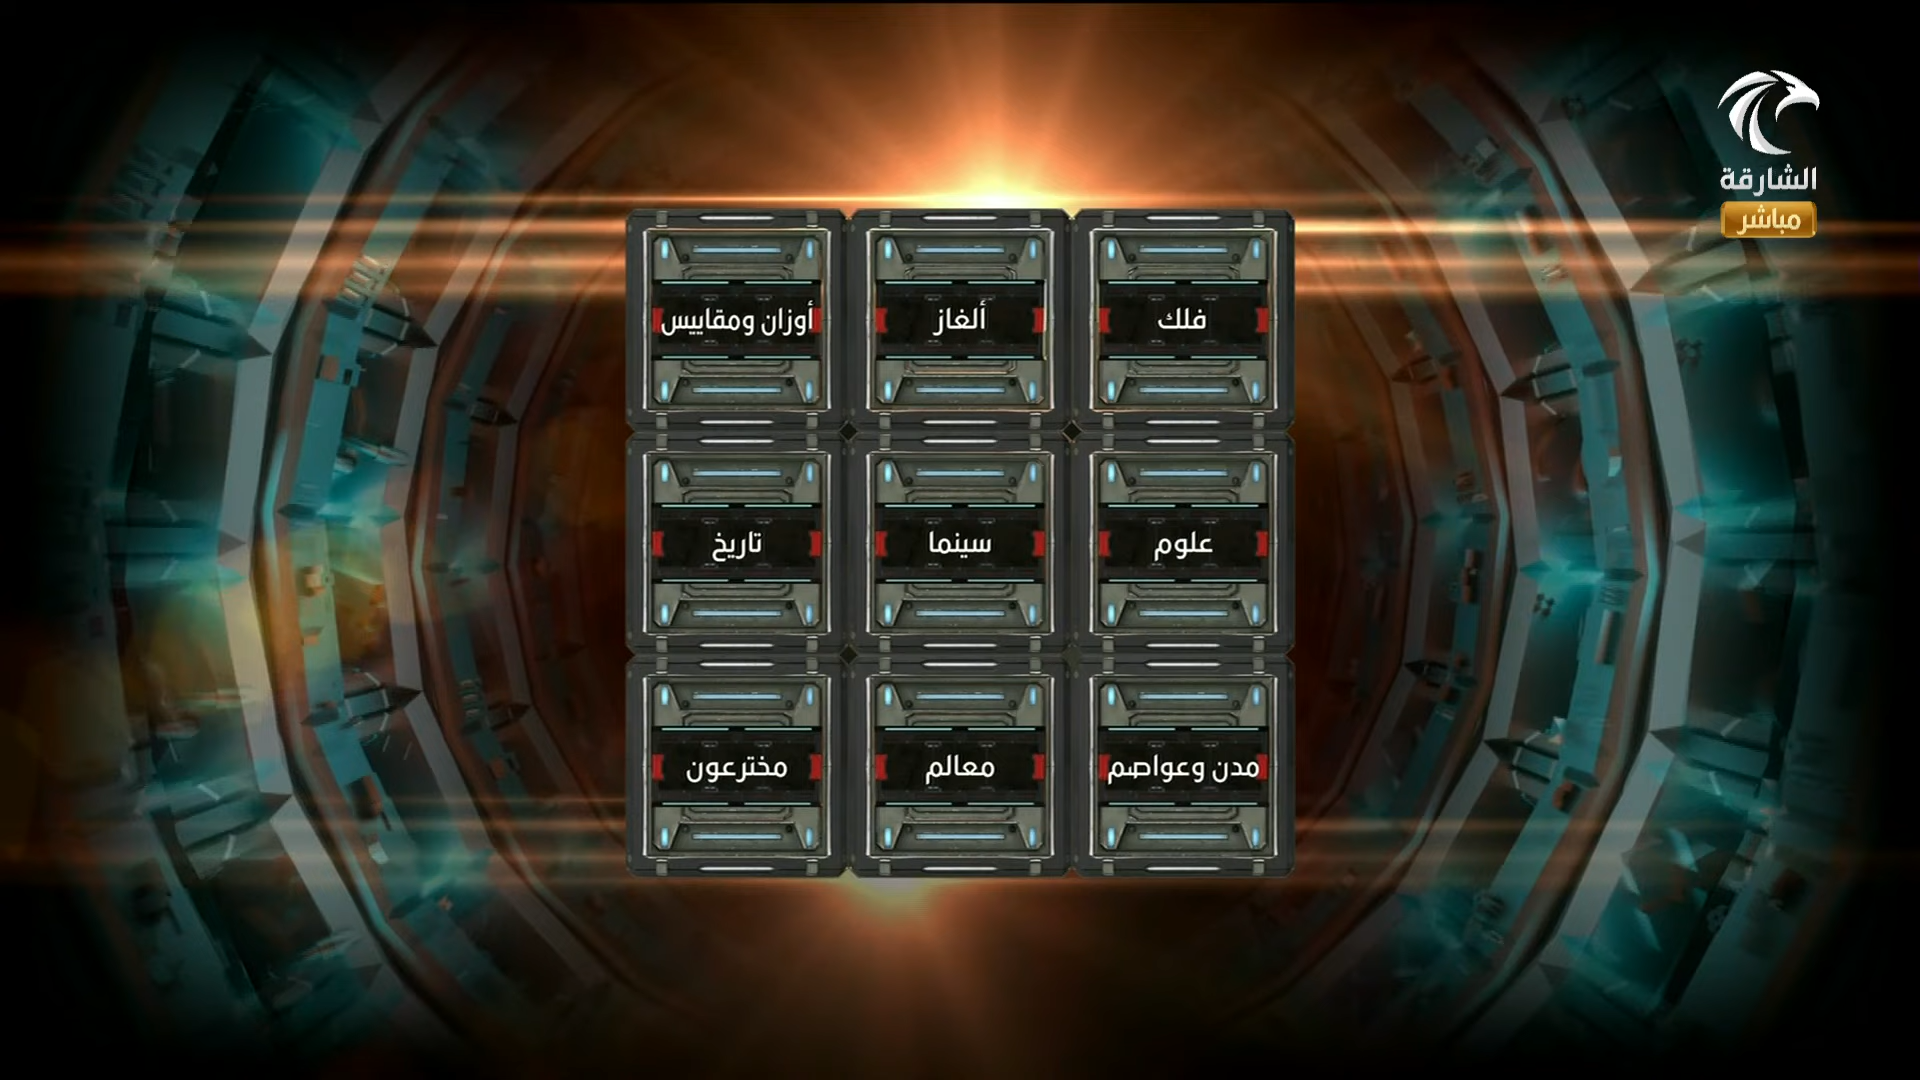 الشارقة
مباشر
فلك
ألغاز
أوزان ومقاييس
علوم
سينما
تاريخ
مدن وعواصم
معالم
مخترعون